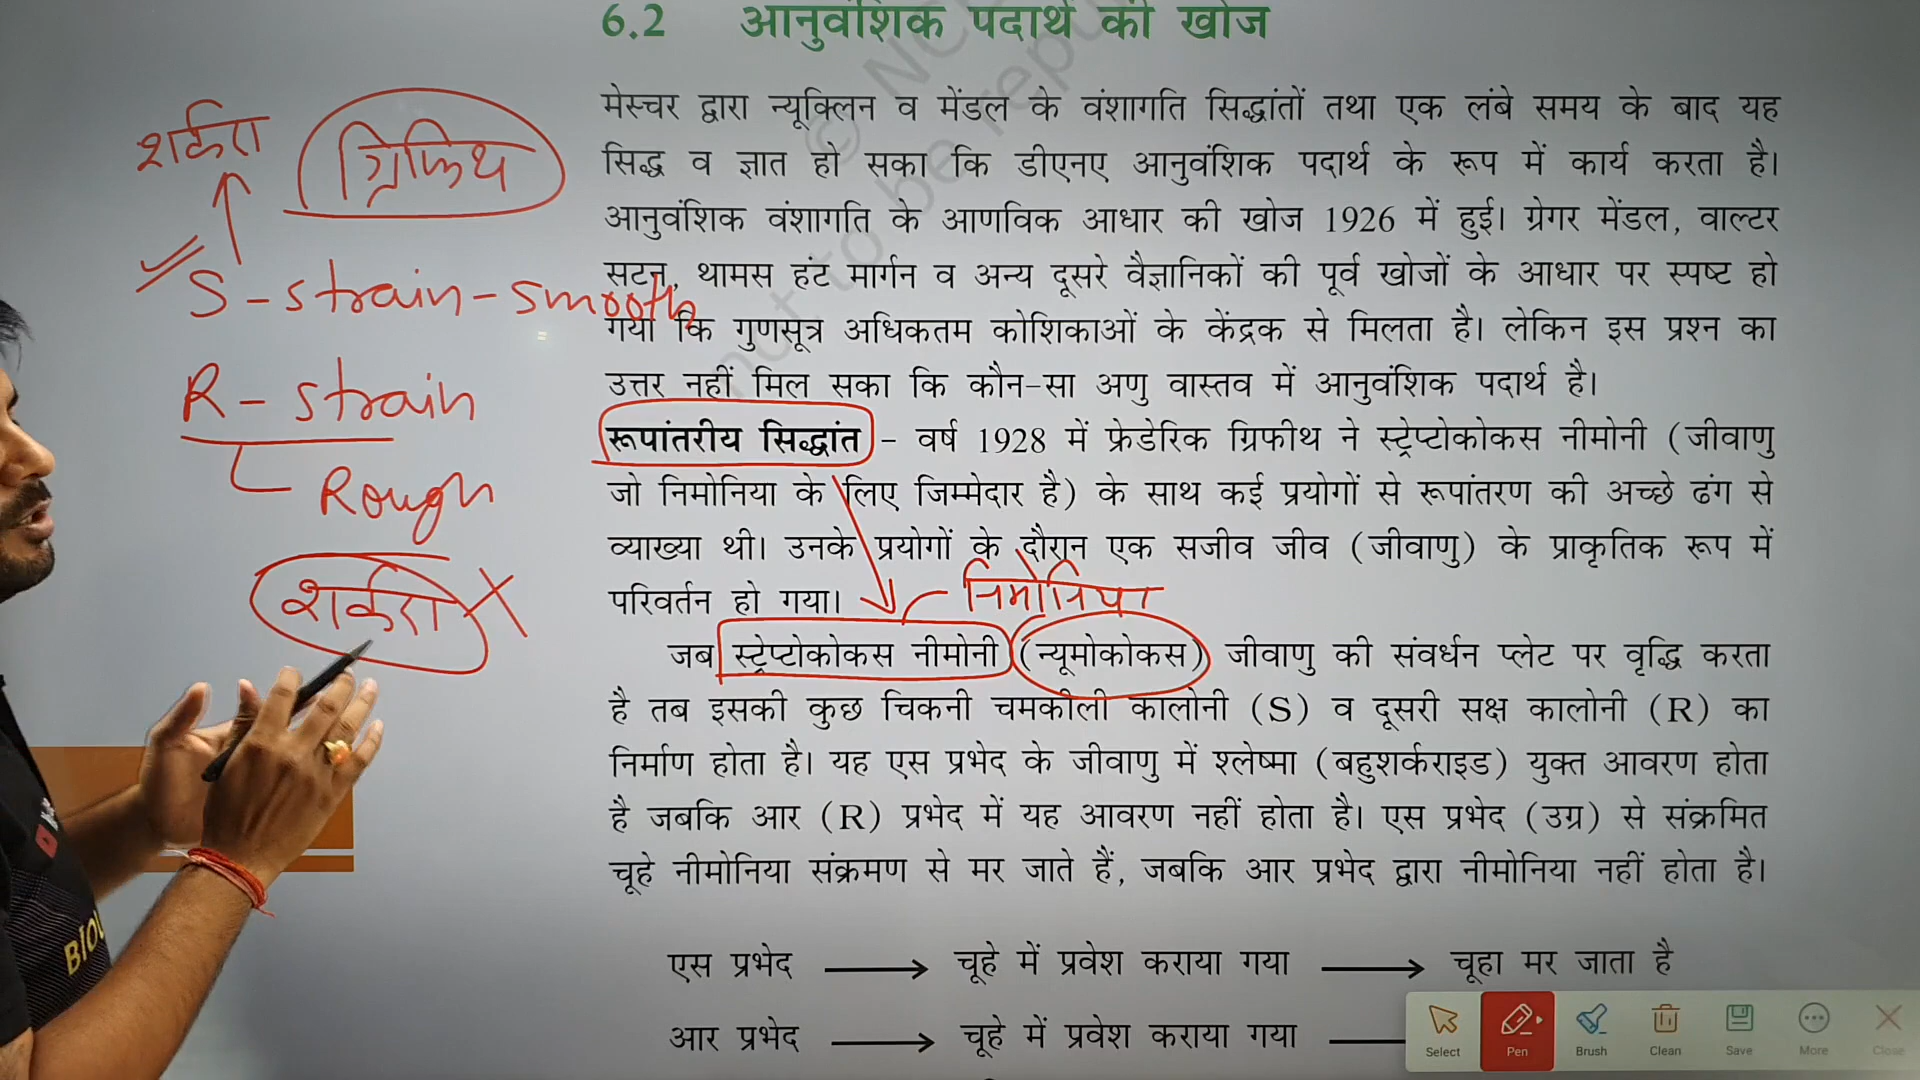 6.2 आनुवंशिक पदार्थ की खोज
मेस्चर द्वारा न्यूक्लिन व मेंडल के वंशागति सिद्धांतों तथा एक लंबे समय के बाद यह
सिद्ध व ज्ञात हो सका कि डीएनए आनुवंशिक पदार्थ के रूप में कार्य करता है।
आनुवंशिक वंशागति के आणविक आधार की खोज 1926 में हुई। ग्रेगर मेंडल, वाल्टर
सटन, थामस हंट मार्गन व अन्य दूसरे वैज्ञानिकों की पूर्व खोजों के आधार पर स्पष्ट हो
गया कि गुणसूत्र अधिकतम कोशिकाओं के केंद्रक से मिलता है। लेकिन इस प्रश्न का
उत्तर नहीं मिल सका कि कौन-सा अणु वास्तव में आनुवंशिक पदार्थ है।
रूपांतरीय सिद्धांत - वर्ष 1928 में फ्रेडेरिक ग्रिफीथ ने स्ट्रेप्टोकोकस नीमोनी (जीवाणु
जो निमोनिया के लिए जिम्मेदार है) के साथ कई प्रयोगों से रूपांतरण की अच्छे ढंग से
व्याख्या थी। उनके प्रयोगों के दौरान एक सजीव जीव (जीवाणु) के प्राकृतिक रूप में
परिवर्तन हो गया।
निमोनिया
जब स्ट्रेप्टोकोकस नीमोनी (न्यूमोकोकस) जीवाणु की संवर्धन प्लेट पर वृद्धि करता
है तब इसकी कुछ चिकनी चमकीली कालोनी (S) व दूसरी सक्ष कालोनी (R) का
निर्माण होता है। यह एस प्रभेद के जीवाणु में श्लेष्मा (बहुशर्कराइड) युक्त आवरण होता
है जबकि आर (R) प्रभेद में यह आवरण नहीं होता है। एस प्रभेद (उग्र) से संक्रमित
चूहे नीमोनिया संक्रमण से मर जाते हैं, जबकि आर प्रभेद द्वारा नीमोनिया नहीं होता है।
एस प्रभेद ⟶ चूहे में प्रवेश कराया गया ⟶ चूहा मर जाता है
आर प्रभेद ⟶ चूहे में प्रवेश कराया गया
शर्करा
ग्रिफिथ
S-strain-smooth
R-strain
Rough
शर्करा
© NC
not to be repu
BIO
Select Pen Brush Clean Save More Close